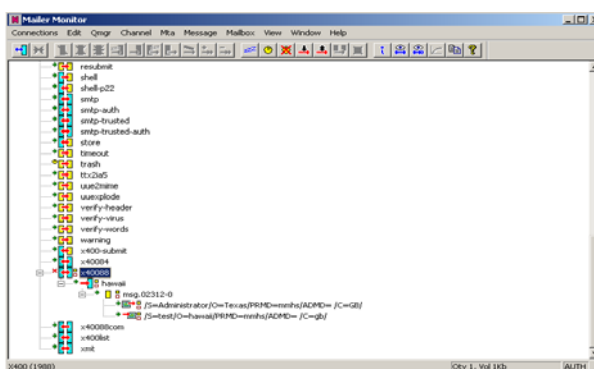 Mailer Monitor
Connections Edit Qmgr Channel Mta Message Mailbox View Window Help
resubmit
shell
shell-p22
smtp
smtp-auth
smtp-trusted
smtp-trusted-auth
store
timeout
trash
ttx2ia5
uue2mime
uuexplode
verify-header
verify-virus
verify-words
warning
x400-submit
x40084
x40088
hawaii
msg.02312-0
/S=Administrator/O=Texas/PRMD=mmhs/ADMD= /C=GB/
/S=test/O=hawaii/PRMD=mmhs/ADMD= /C=gb/
x40088com
x400list
xmit
X400 (1988) Qty 1, Vol 1Kb AUTH